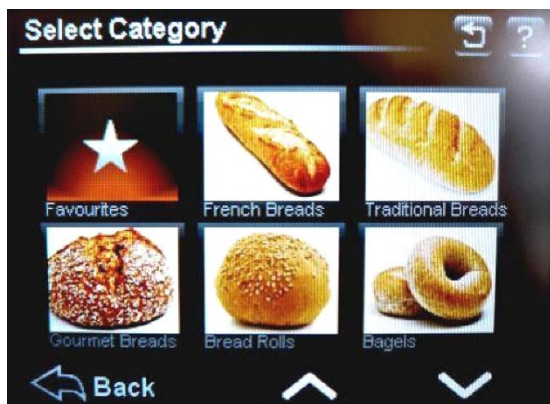 Select Category
?
Favourites
French Breads
Traditional Breads
Gourmet Breads
Bread Rolls
Bagels
Back